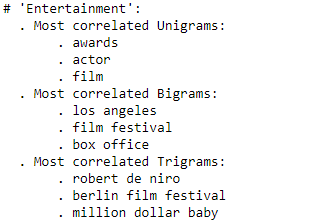 # 'Entertainment':
  . Most correlated Unigrams:
       . awards
       . actor
       . film
  . Most correlated Bigrams:
       . los angeles
       . film festival
       . box office
  . Most correlated Trigrams:
       . robert de niro
       . berlin film festival
       . million dollar baby